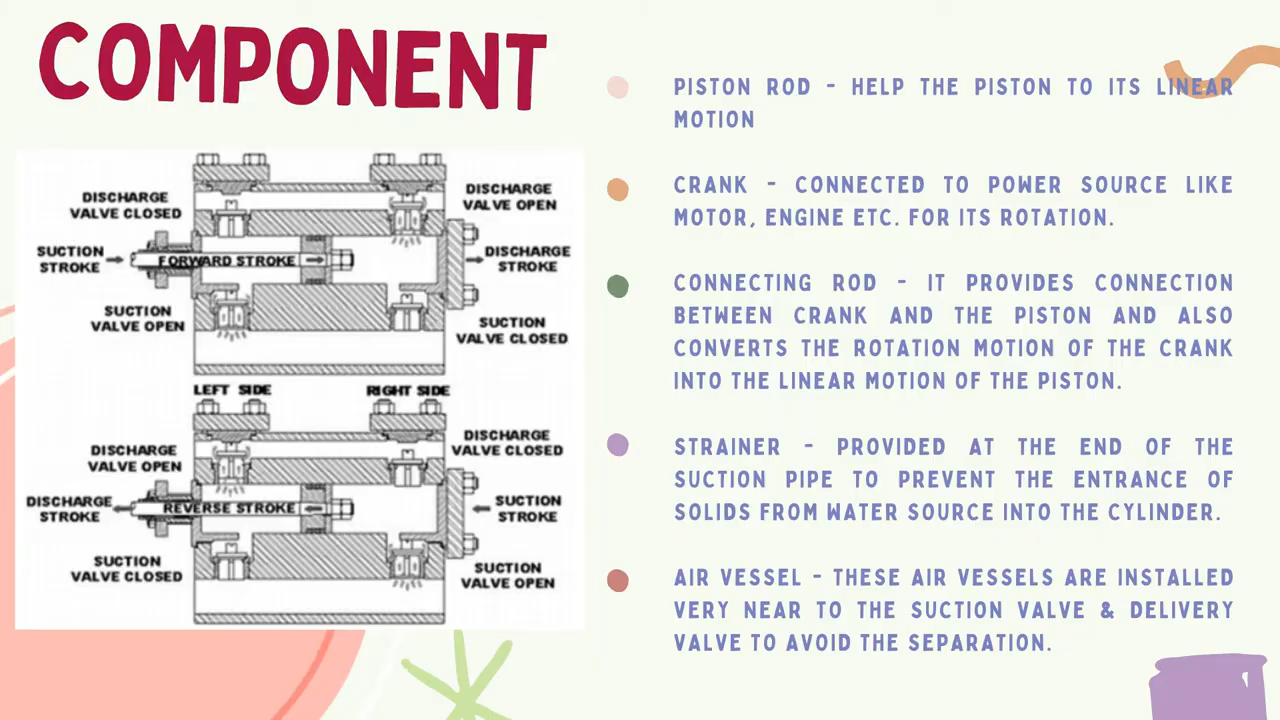 COMPONENT
PISTON ROD - HELP THE PISTON TO ITS LINEAR
MOTION
CRANK - CONNECTED TO POWER SOURCE LIKE
MOTOR, ENGINE ETC. FOR ITS ROTATION.
CONNECTING ROD - IT PROVIDES CONNECTION
BETWEEN CRANK AND THE PISTON AND ALSO
CONVERTS THE ROTATION MOTION OF THE CRANK
INTO THE LINEAR MOTION OF THE PISTON.
STRAINER - PROVIDED AT THE END OF THE
SUCTION PIPE TO PREVENT THE ENTRANCE OF
SOLIDS FROM WATER SOURCE INTO THE CYLINDER.
AIR VESSEL - THESE AIR VESSELS ARE INSTALLED
VERY NEAR TO THE SUCTION VALVE & DELIVERY
VALVE TO AVOID THE SEPARATION.
DISCHARGE
VALVE CLOSED
DISCHARGE
VALVE OPEN
SUCTION
STROKE
FORWARD STROKE
DISCHARGE
STROKE
SUCTION
VALVE OPEN
SUCTION
VALVE CLOSED
LEFT SIDE
RIGHT SIDE
DISCHARGE
VALVE OPEN
DISCHARGE
VALVE CLOSED
DISCHARGE
STROKE
REVERSE STROKE
SUCTION
STROKE
SUCTION
VALVE CLOSED
SUCTION
VALVE OPEN